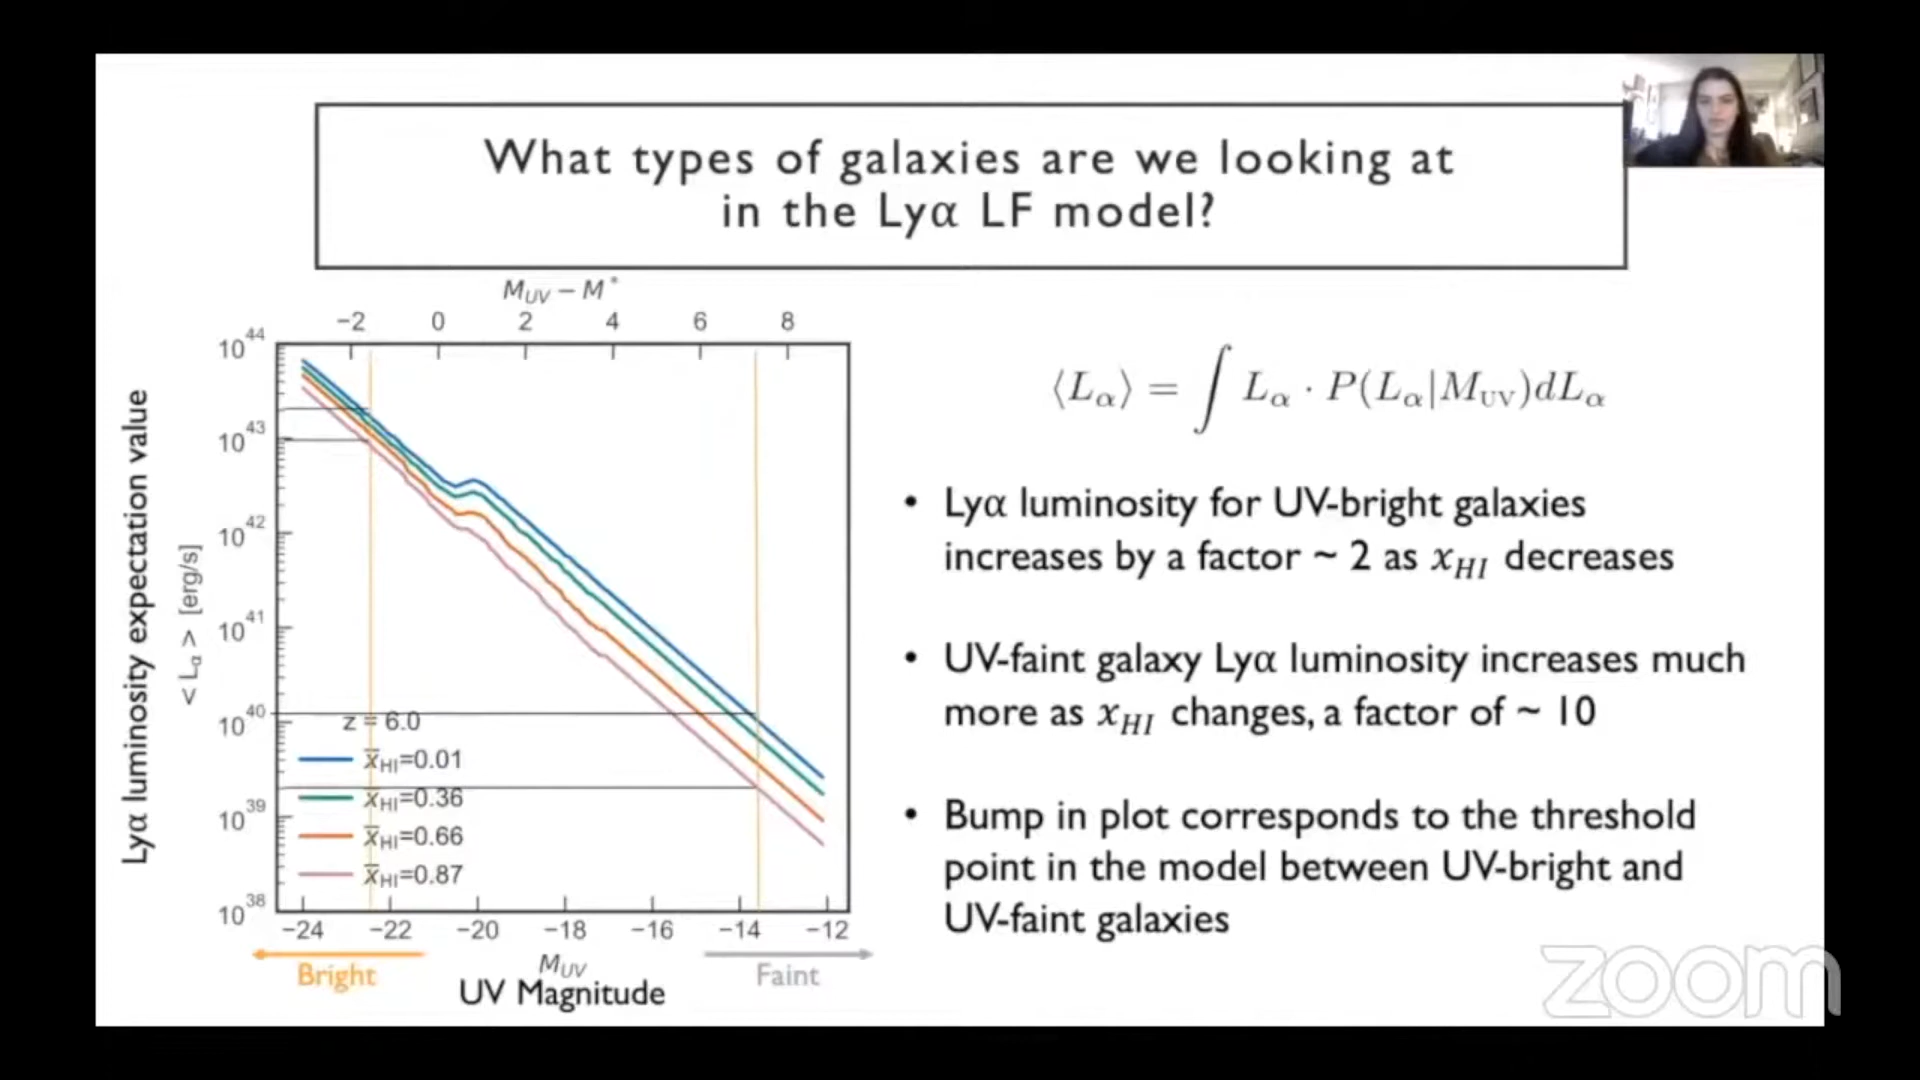 What types of galaxies are we looking at
in the Lyα LF model?
M_UV − M*
−2 0 2 4 6 8
10^44
10^43
10^42
10^41
10^40
10^39
10^38
Lyα luminosity expectation value
< L_α > [erg/s]
z = 6.0
x̅_HI=0.01
x̅_HI=0.36
x̅_HI=0.66
x̅_HI=0.87
−24 −22 −20 −18 −16 −14 −12
Bright
M_UV
UV Magnitude
Faint
⟨L_α⟩ = ∫ L_α · P(L_α|M_UV)dL_α
• Lyα luminosity for UV-bright galaxies
increases by a factor ~ 2 as x_HI decreases
• UV-faint galaxy Lyα luminosity increases much
more as x_HI changes, a factor of ~ 10
• Bump in plot corresponds to the threshold
point in the model between UV-bright and
UV-faint galaxies
zoom